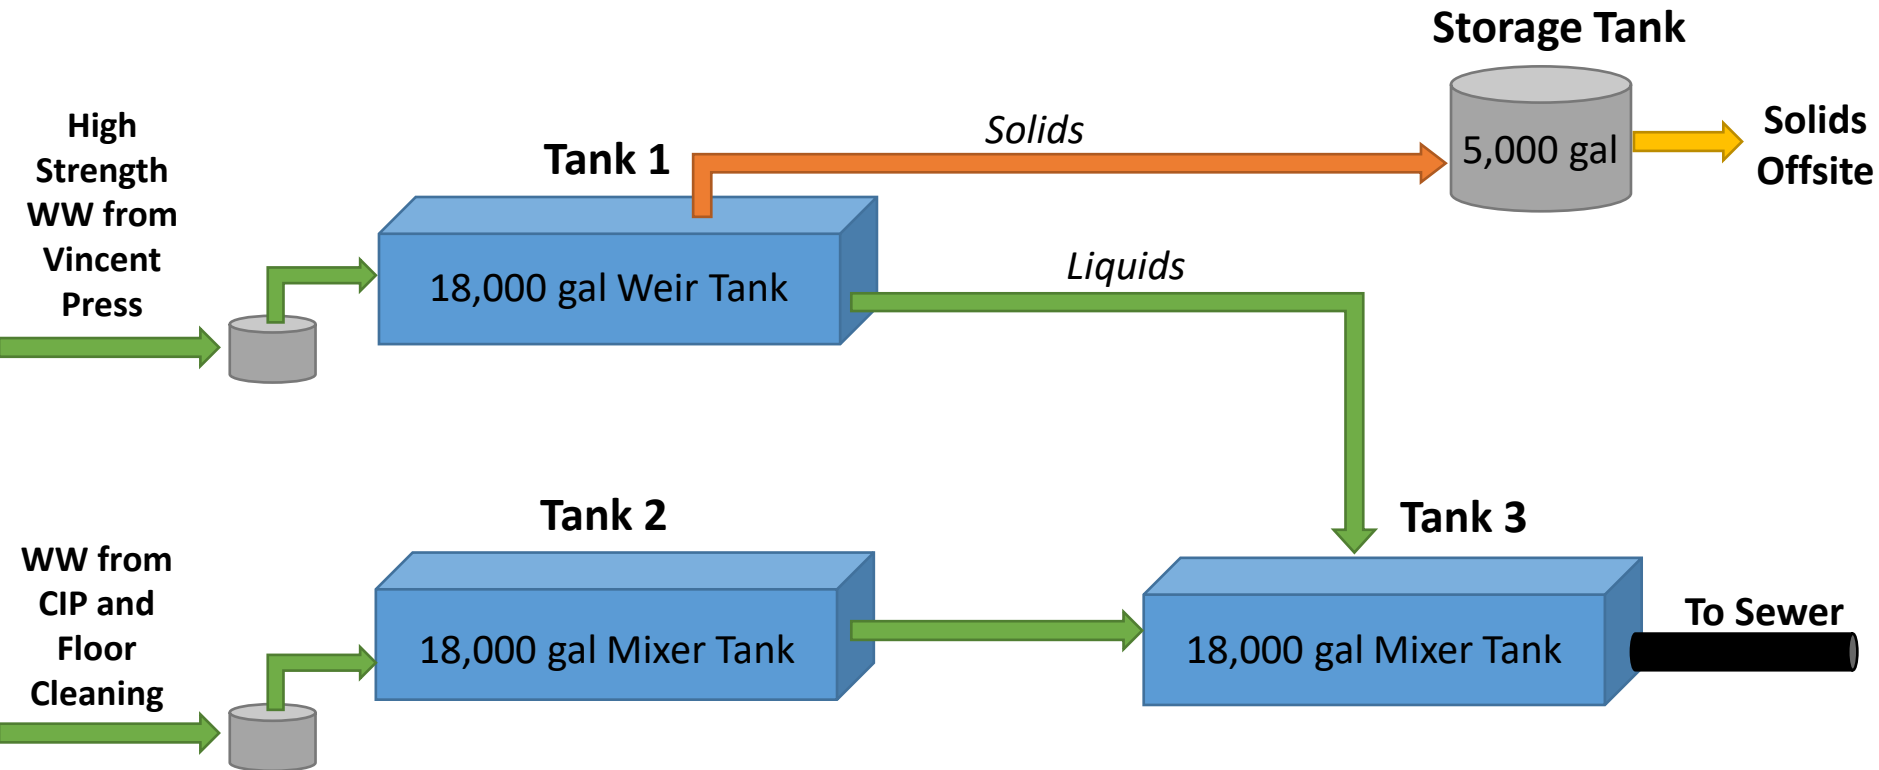 Storage Tank
High
Strength
WW from
Vincent
Press
Tank 1
Solids
5,000 gal
Solids
Offsite
18,000 gal Weir Tank
Liquids
Tank 2
Tank 3
WW from
CIP and
Floor
Cleaning
18,000 gal Mixer Tank
18,000 gal Mixer Tank
To Sewer